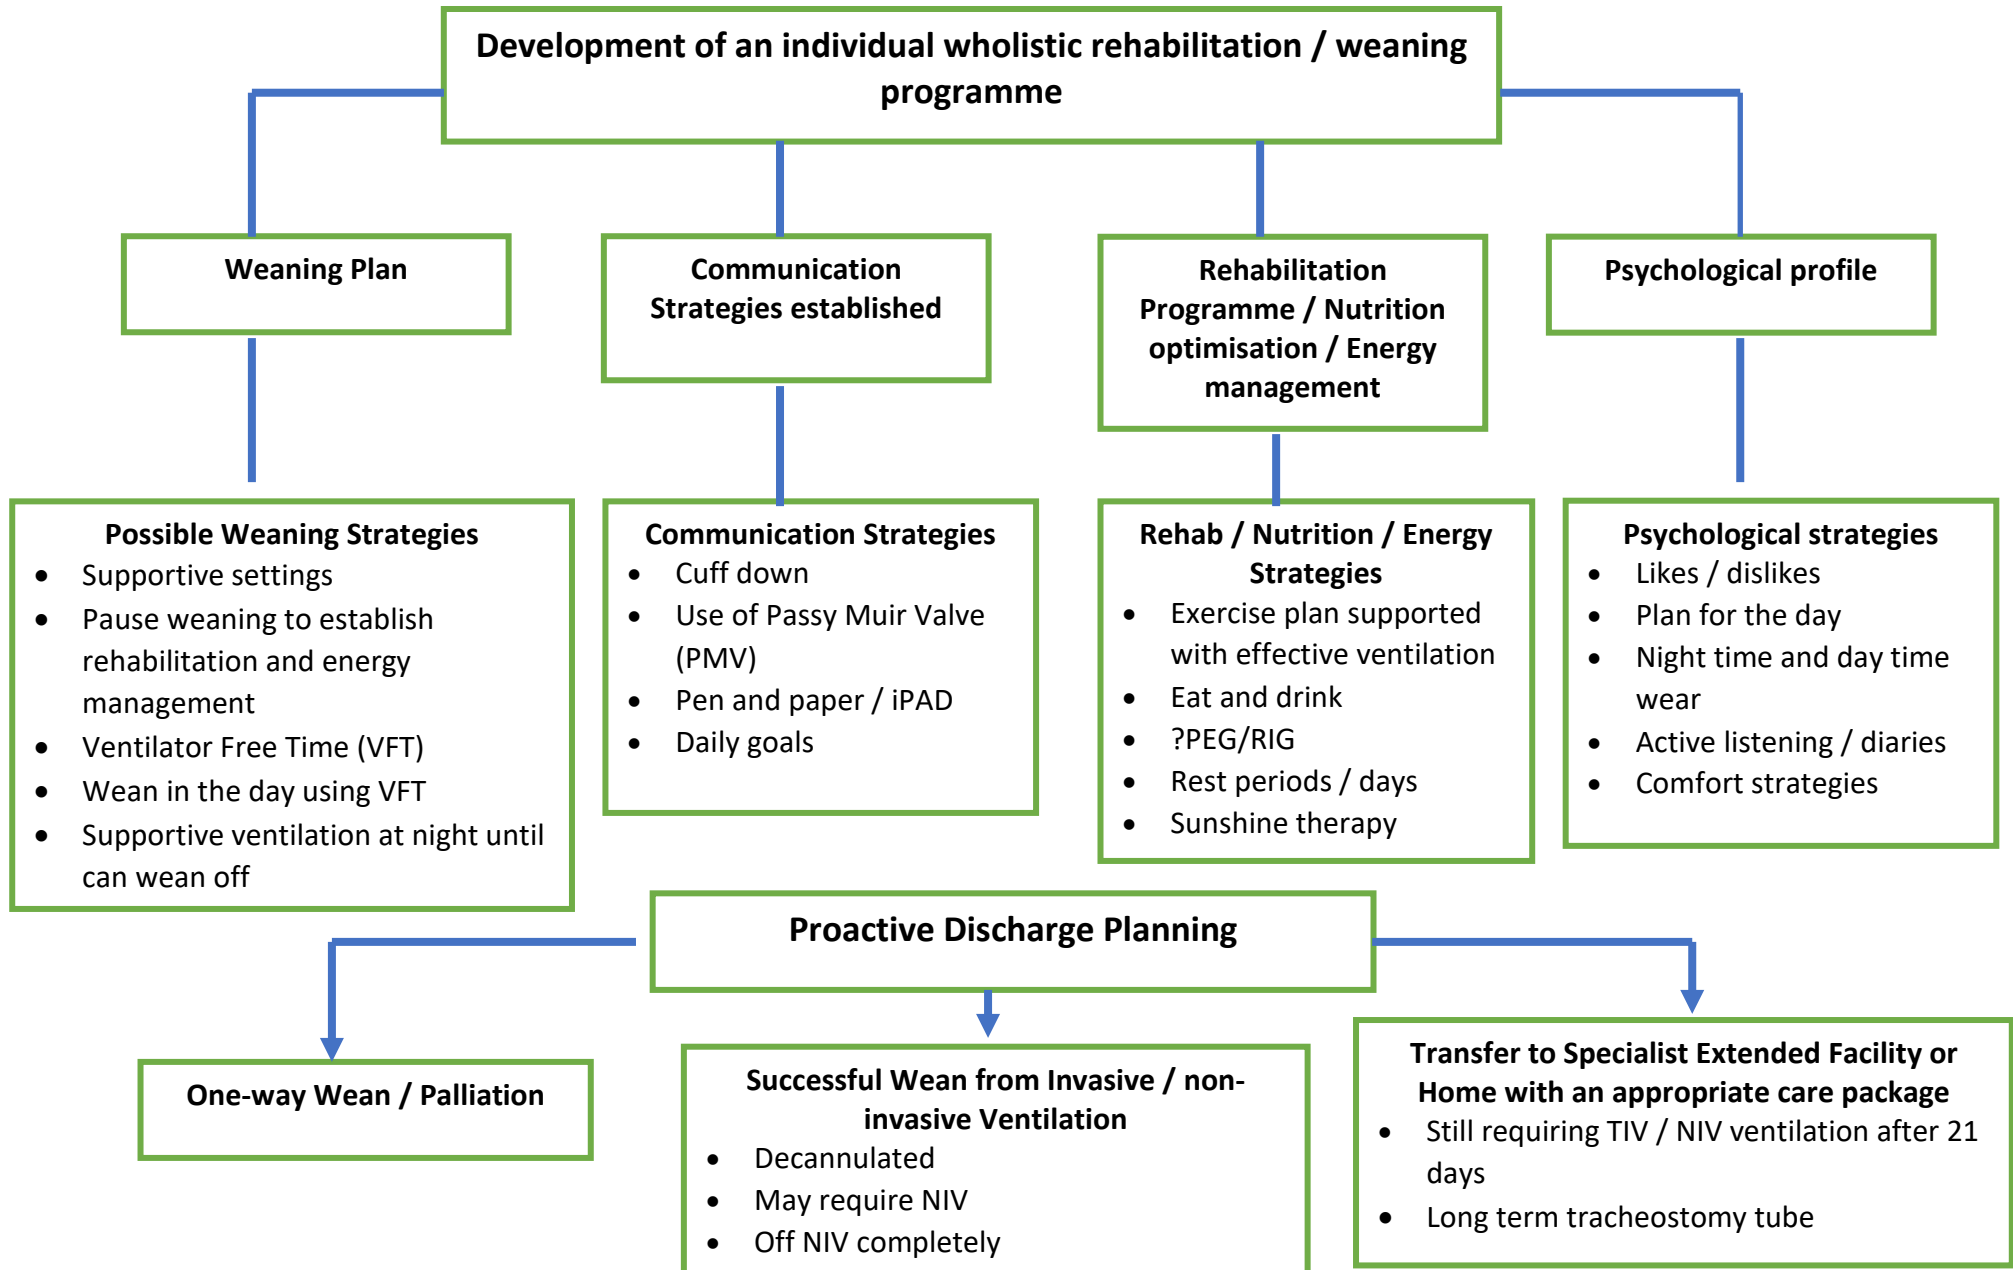 Development of an individual wholistic rehabilitation / weaning
programme
Weaning Plan
Communication
Strategies established
Rehabilitation
Programme / Nutrition
optimisation / Energy
management
Psychological profile
Possible Weaning Strategies
• Supportive settings
• Pause weaning to establish
rehabilitation and energy
management
• Ventilator Free Time (VFT)
• Wean in the day using VFT
• Supportive ventilation at night until
can wean off
Communication Strategies
• Cuff down
• Use of Passy Muir Valve
(PMV)
• Pen and paper / iPAD
• Daily goals
Rehab / Nutrition / Energy
Strategies
• Exercise plan supported
with effective ventilation
• Eat and drink
• ?PEG/RIG
• Rest periods / days
• Sunshine therapy
Psychological strategies
• Likes / dislikes
• Plan for the day
• Night time and day time
wear
• Active listening / diaries
• Comfort strategies
Proactive Discharge Planning
One-way Wean / Palliation
Successful Wean from Invasive / non-
invasive Ventilation
• Decannulated
• May require NIV
• Off NIV completely
Transfer to Specialist Extended Facility or
Home with an appropriate care package
• Still requiring TIV / NIV ventilation after 21
days
• Long term tracheostomy tube